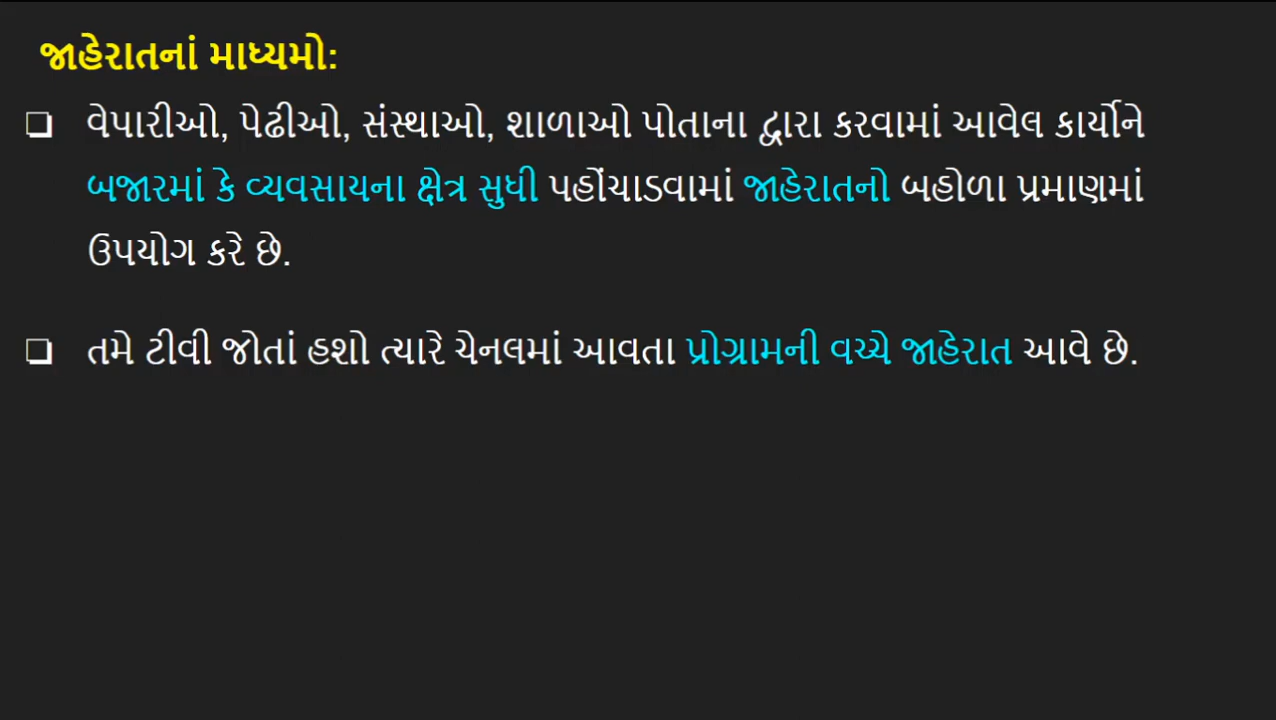 જાહેરાતનાં માધ્યમો:
❑ વેપારીઓ, પેઢીઓ, સંસ્થાઓ, શાળાઓ પોતાના દ્વારા કરવામાં આવેલ કાર્યોને
બજારમાં કે વ્યવસાયના ક્ષેત્ર સુધી પહોંચાડવામાં જાહેરાતનો બહોળા પ્રમાણમાં
ઉપયોગ કરે છે.
❑ તમે ટીવી જોતાં હશો ત્યારે ચેનલમાં આવતા પ્રોગ્રામની વચ્ચે જાહેરાત આવે છે.